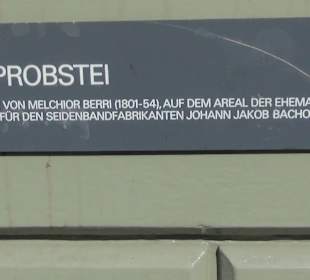 PROBSTEI
VON MELCHIOR BERRI (1801-54), AUF DEM AREAL DER EHEMA
FÜR DEN SEIDENBANDFABRIKANTEN JOHANN JAKOB BACHO